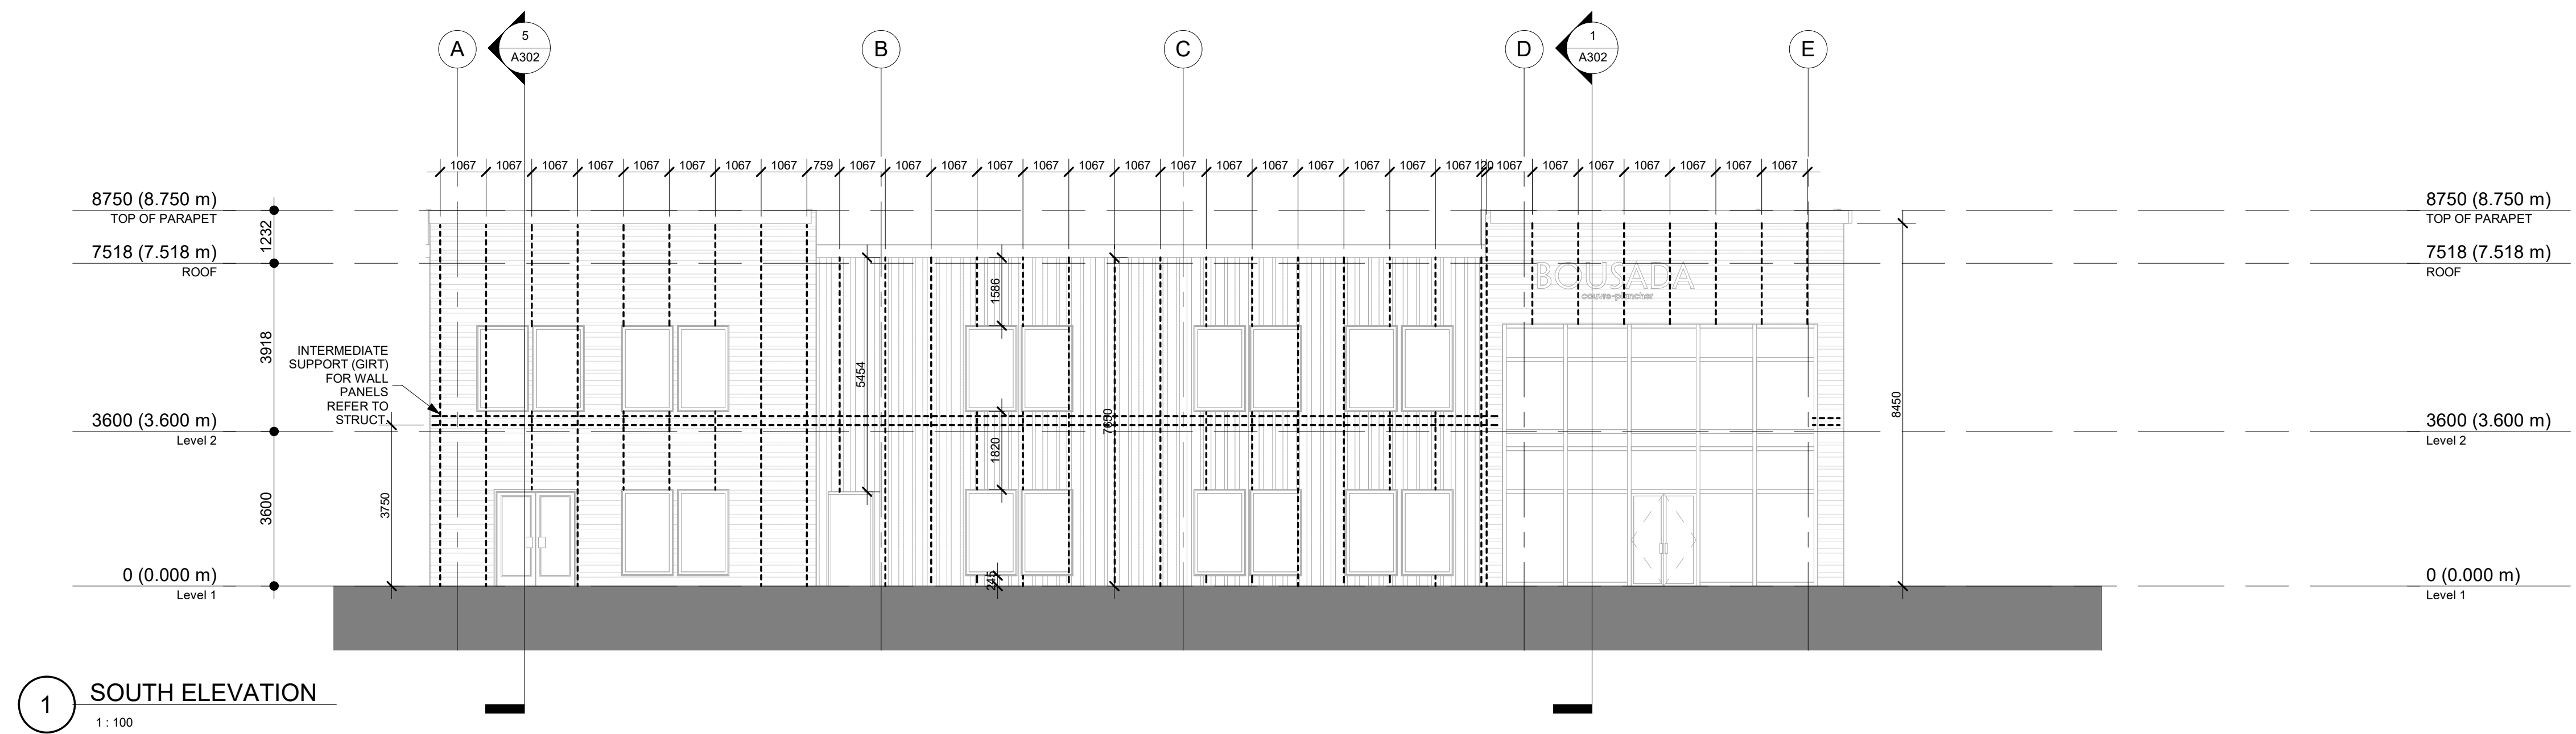 A
5
A302
B
C
D
1
A302
E
1067 1067 1067 1067 1067 1067 1067 1067 759 1067 1067 1067 1067 1067 1067 1067 1067 1067 1067 1067 1067 1067 1067 120 1067 1067 1067 1067 1067 1067 1067
8750 (8.750 m)
TOP OF PARAPET
1232
7518 (7.518 m)
ROOF
3918
3600 (3.600 m)
Level 2
3600
0 (0.000 m)
Level 1
INTERMEDIATE
SUPPORT (GIRT)
FOR WALL
PANELS
REFER TO
STRUCT.
3750
5454
1586
1820
245
7650
BOUSADA
couvre-plancher
8450
8750 (8.750 m)
TOP OF PARAPET
7518 (7.518 m)
ROOF
3600 (3.600 m)
Level 2
0 (0.000 m)
Level 1
1
SOUTH ELEVATION
1 : 100